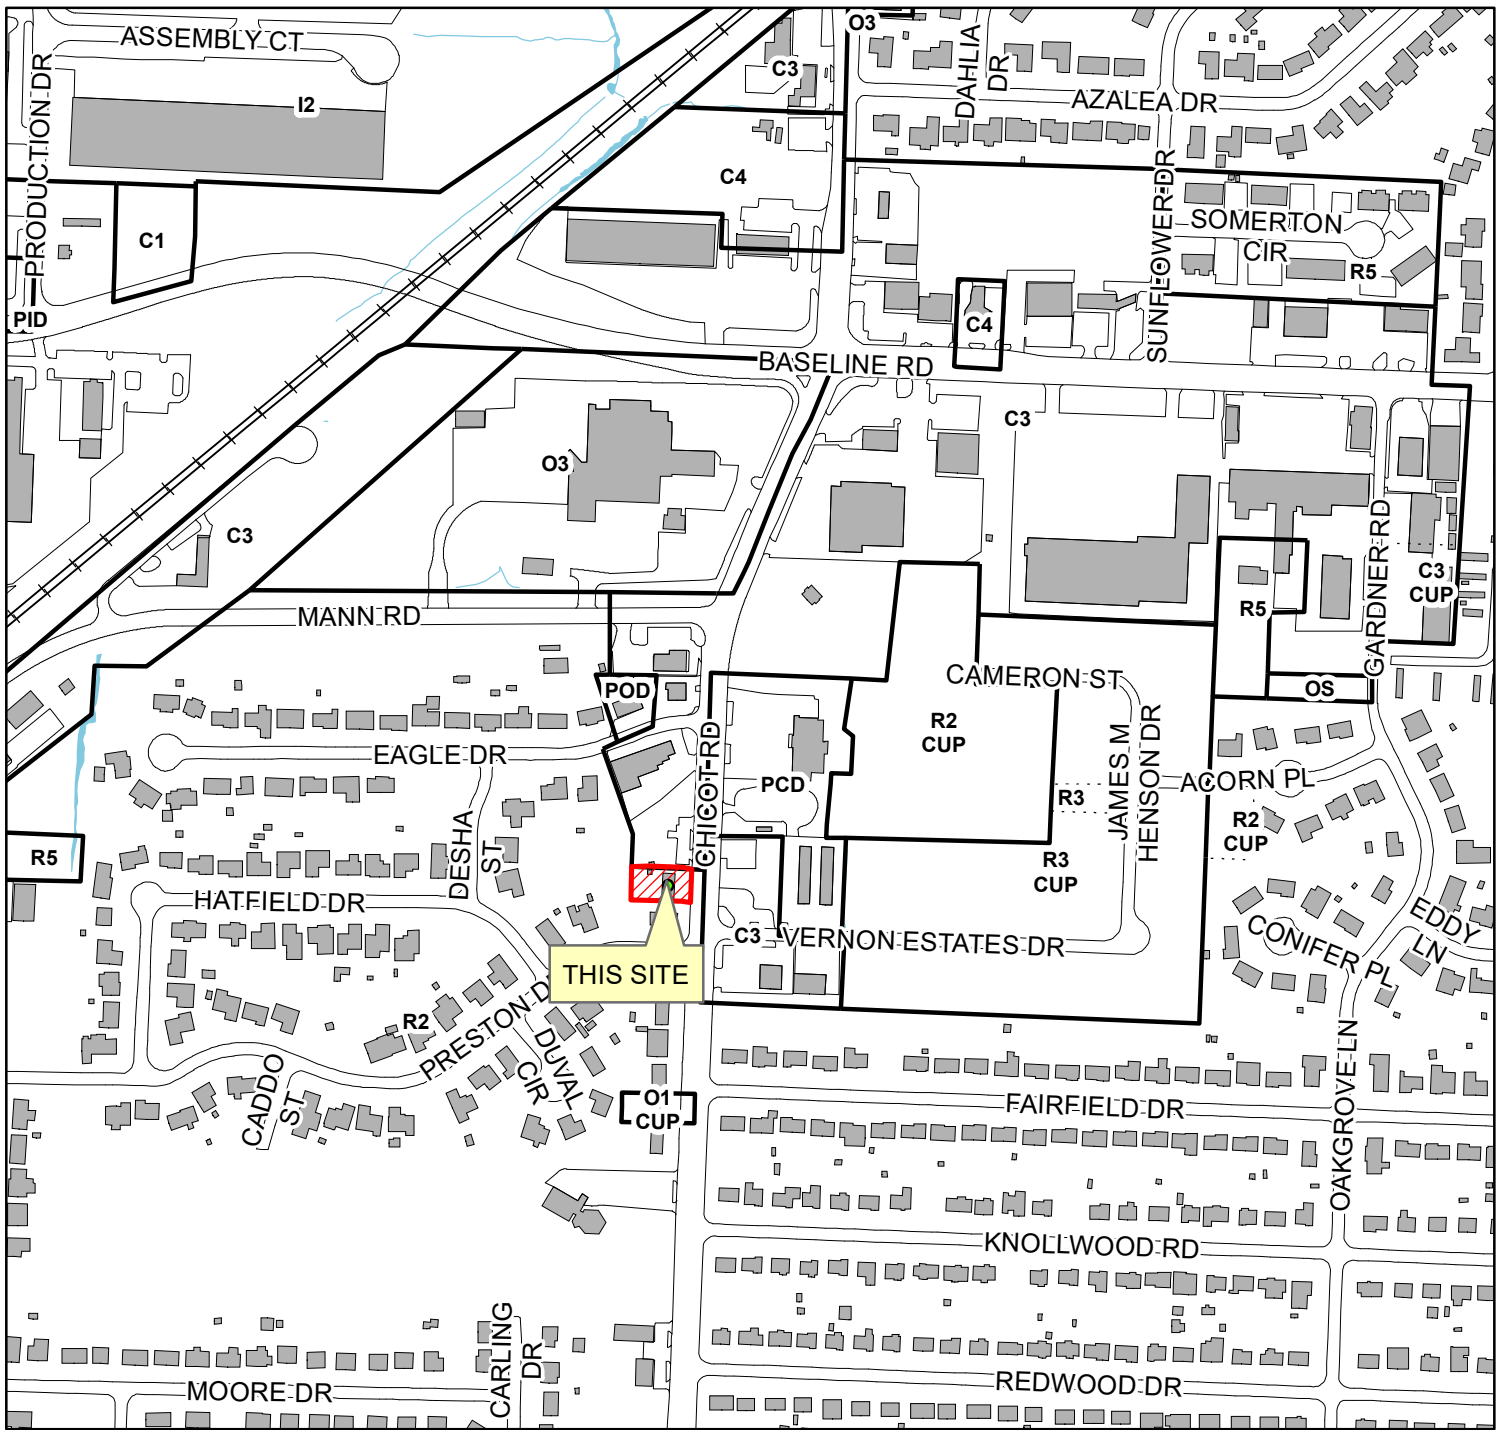 O3
ASSEMBLY CT
DAHLIA
DR
C3
PRODUCTION DR
I2
AZALEA DR
C4
SUNFLOWER DR
SOMERTON
CIR
C1
R5
PID
C4
BASELINE RD
C3
O3
GARDNER RD
C3
C3
CUP
R5
MANN RD
CAMERON ST
POD
OS
R2
CUP
CHICOT RD
JAMES M
HENSON DR
EAGLE DR
PCD
R3
ACORN PL
DESHA
ST
R2
CUP
R5
R3
CUP
HATFIELD DR
EDDY
LN
C3
VERNON ESTATES DR
CONIFER PL
THIS SITE
R2
PRESTON D
DUVAL
CIR
OAKGROVE LN
CADDO
ST
O1
CUP
FAIRFIELD DR
KNOLLWOOD RD
CARLING
DR
MOORE DR
REDWOOD DR